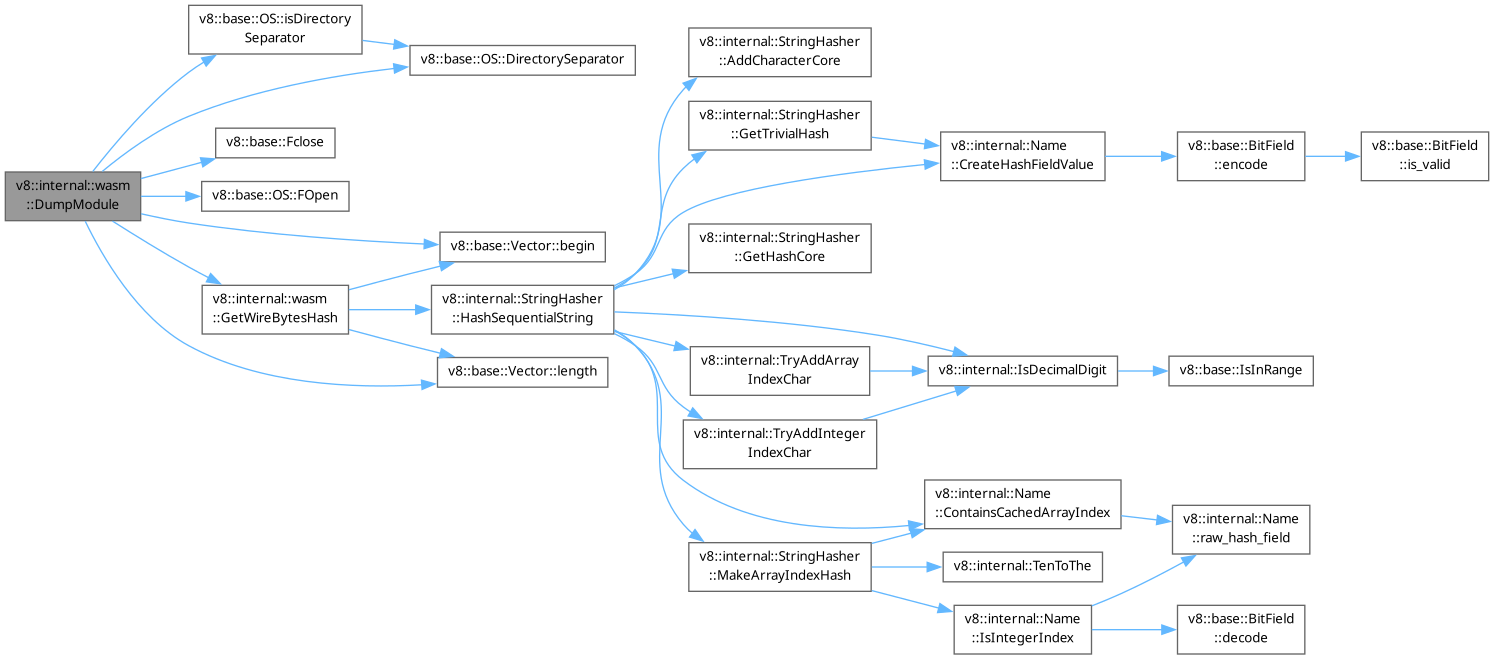 v8::internal::wasm
::DumpModule
v8::base::OS::isDirectory
Separator
v8::base::OS::DirectorySeparator
v8::base::Fclose
v8::base::OS::FOpen
v8::base::Vector::begin
v8::internal::wasm
::GetWireBytesHash
v8::internal::StringHasher
::HashSequentialString
v8::base::Vector::length
v8::internal::StringHasher
::AddCharacterCore
v8::internal::StringHasher
::GetTrivialHash
v8::internal::Name
::CreateHashFieldValue
v8::base::BitField
::encode
v8::base::BitField
::is_valid
v8::internal::StringHasher
::GetHashCore
v8::internal::TryAddArray
IndexChar
v8::internal::IsDecimalDigit
v8::base::IsInRange
v8::internal::TryAddInteger
IndexChar
v8::internal::Name
::ContainsCachedArrayIndex
v8::internal::Name
::raw_hash_field
v8::internal::StringHasher
::MakeArrayIndexHash
v8::internal::TenToThe
v8::internal::Name
::IsIntegerIndex
v8::base::BitField
::decode